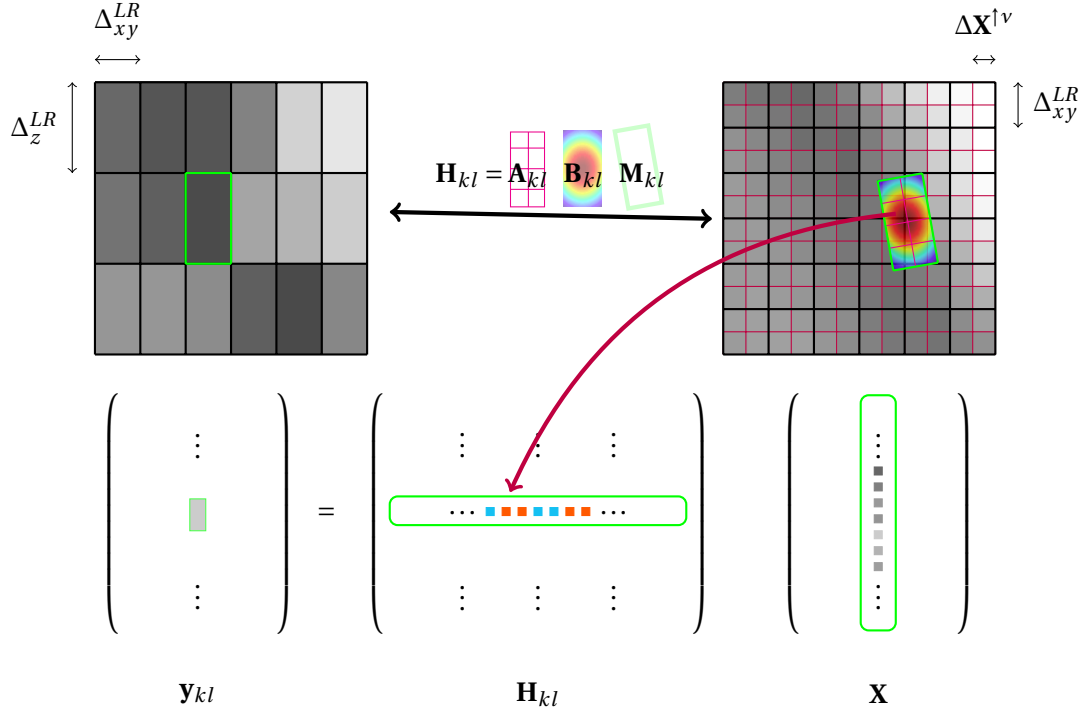 Δ_{xy}^{LR}
ΔX^{↑ν}
Δ_z^{LR}
Δ_{xy}^{LR}
H_{kl} = A_{kl} B_{kl} M_{kl}
⋮ ⋮ ⋮ ⋮ ⋮
= ⋯ ⋯
⋮ ⋮ ⋮ ⋮ ⋮
y_{kl} H_{kl} X